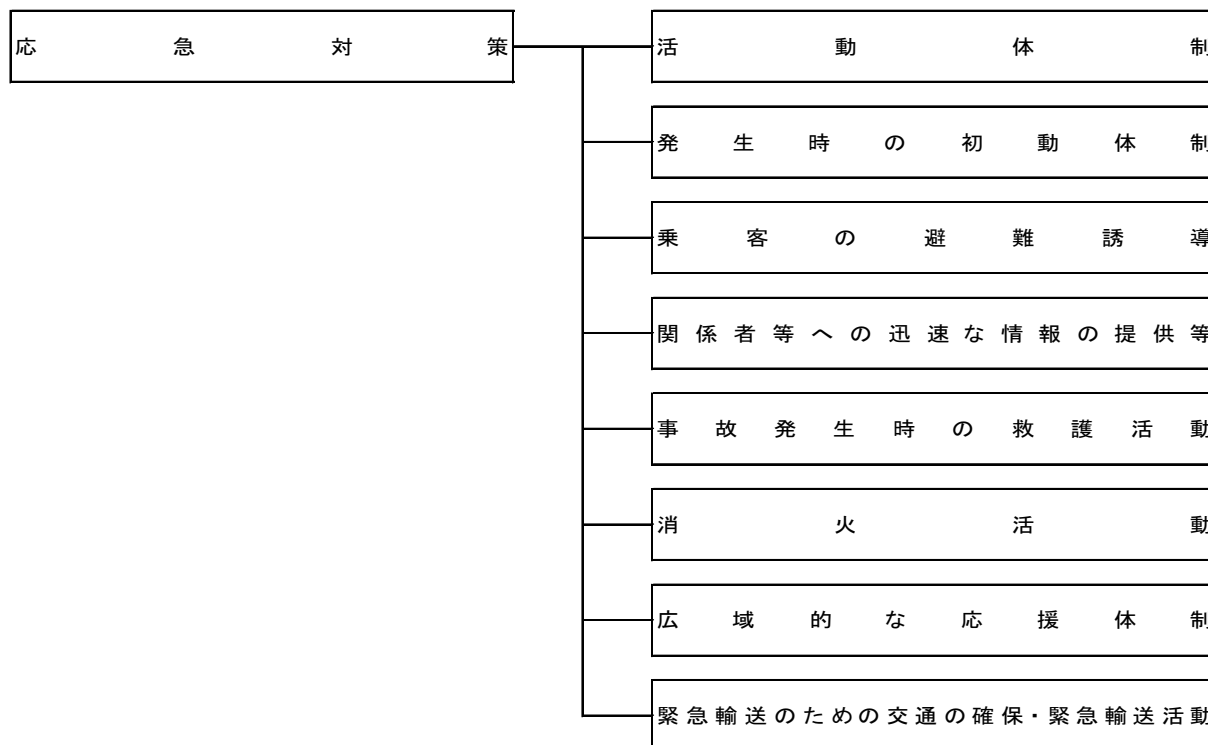 応急対策
活動体制
発生時の初動体制
乗客の避難誘導
関係者等への迅速な情報の提供等
事故発生時の救護活動
消火活動
広域的な応援体制
緊急輸送のための交通の確保・緊急輸送活動